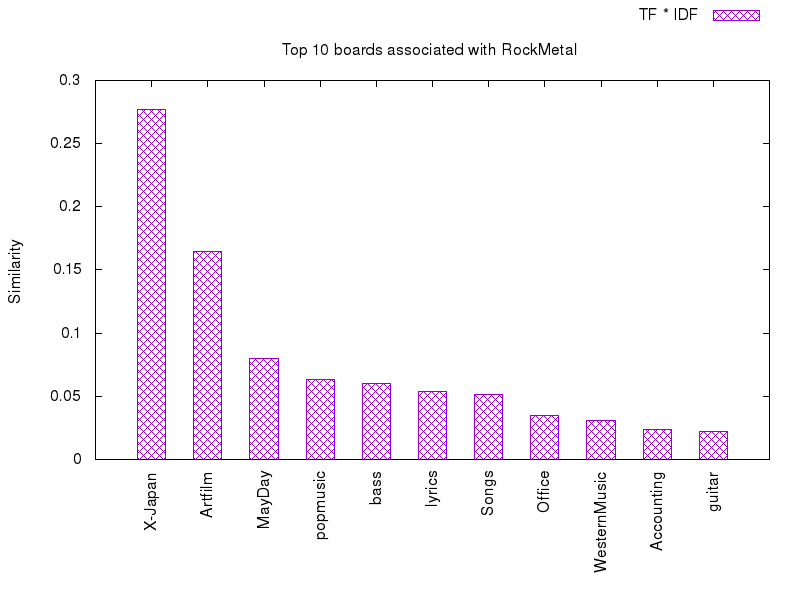 TF * IDF
Top 10 boards associated with RockMetal
0.3
0.25
0.2
0.15
0.1
0.05
0
Similarity
X-Japan
Artfilm
MayDay
popmusic
bass
lyrics
Songs
Office
WesternMusic
Accounting
guitar